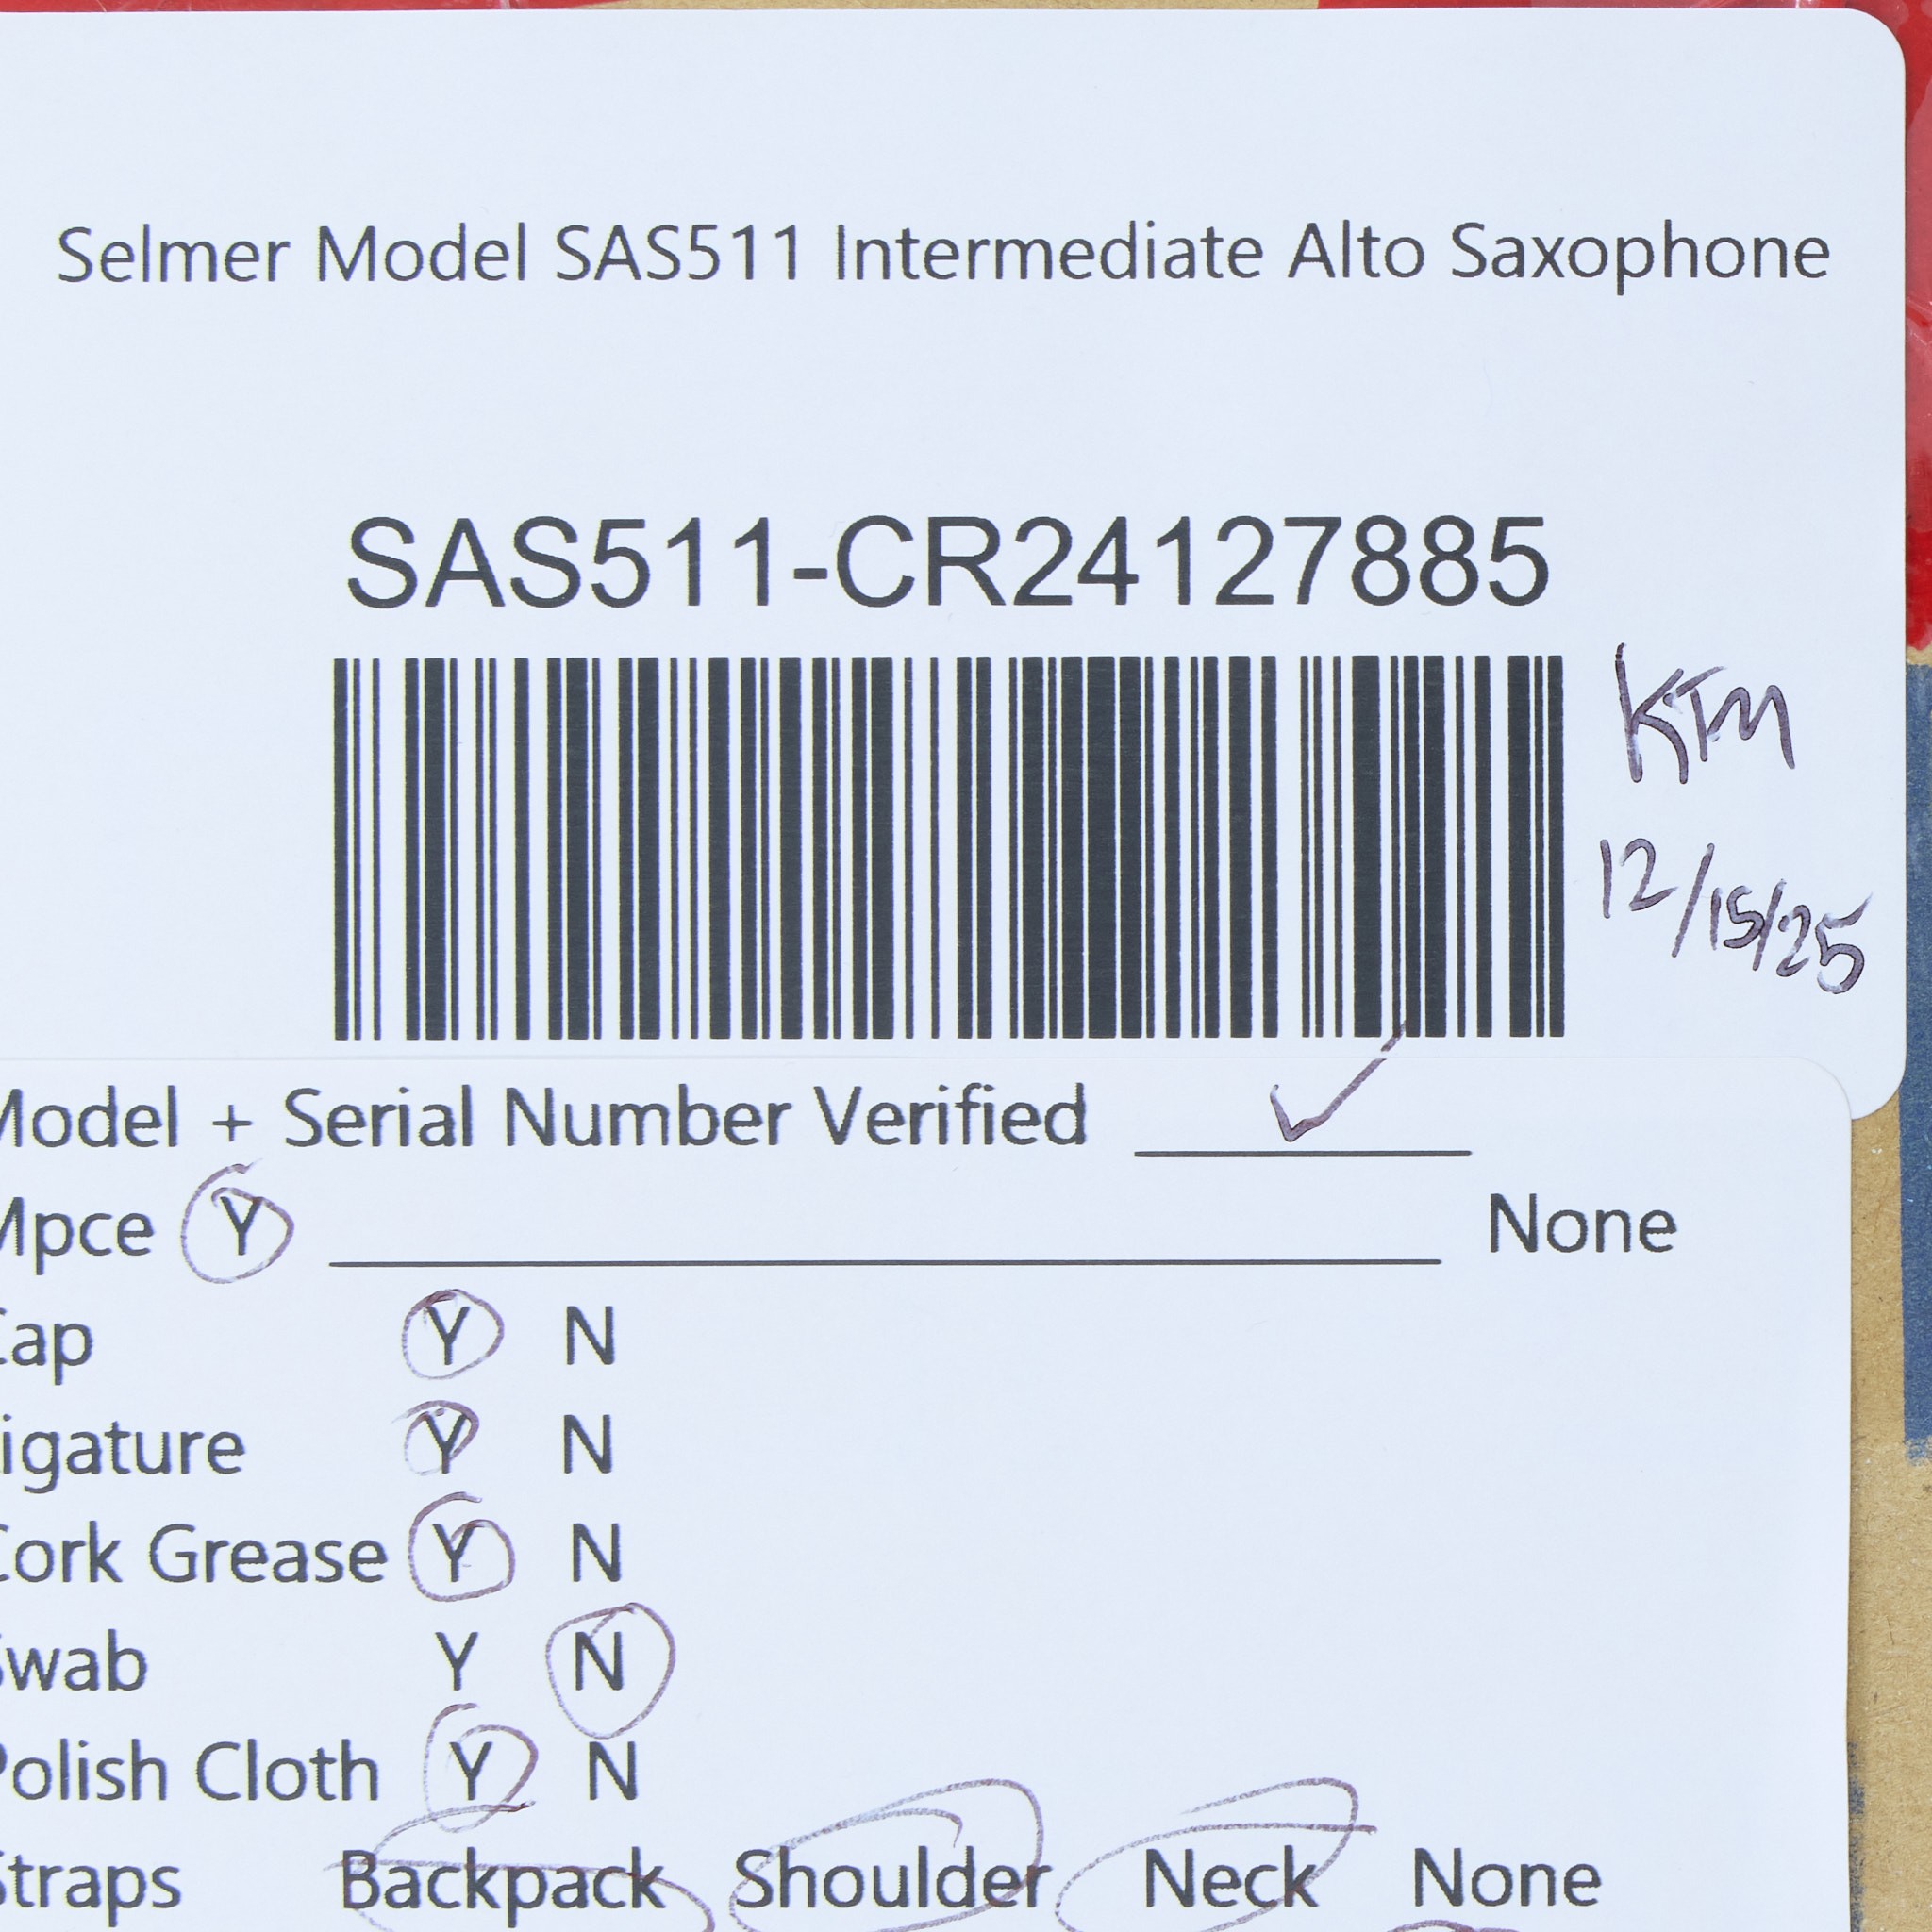 Selmer Model SAS511 Intermediate Alto Saxophone
SAS511-CR24127885
KTM
12/15/25
Model + Serial Number Verified ✓
Mpce Y None
Cap Y N
Ligature Y N
Cork Grease Y N
Swab Y N
Polish Cloth Y N
Straps Backpack Shoulder Neck None